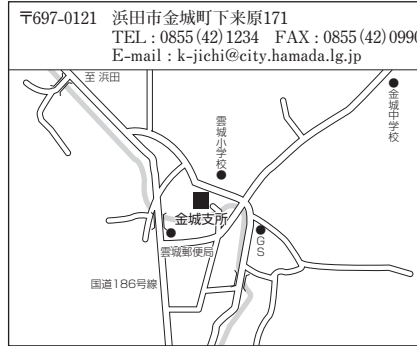 〒697-0121 浜田市金城町下来原171
TEL:0855(42)1234 FAX:0855(42)0990
E-mail:k-jichi@city.hamada.lg.jp
至 浜田
金城中学校
雲城小学校
金城支所
雲城郵便局
GS
国道186号線